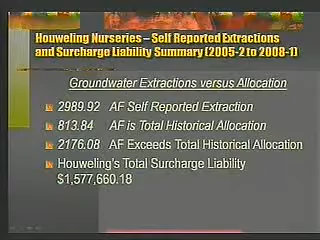 Houweling Nurseries – Self Reported Extractions
and Surcharge Liability Summary (2005-2 to 2008-1)
Groundwater Extractions versus Allocation
2989.92 AF Self Reported Extraction
813.84 AF is Total Historical Allocation
2176.08 AF Exceeds Total Historical Allocation
Houweling's Total Surcharge Liability
$1,577,660.18